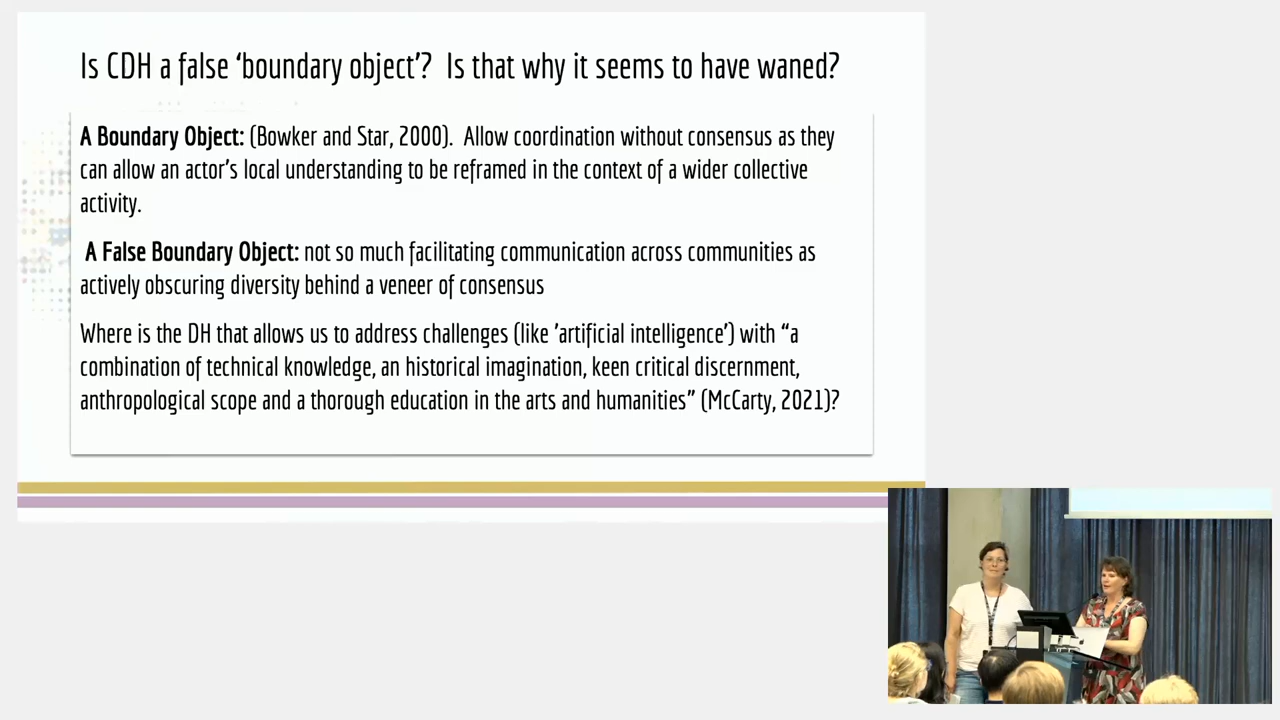 Is CDH a false ‘boundary object’? Is that why it seems to have waned?
A Boundary Object: (Bowker and Star, 2000). Allow coordination without consensus as they
can allow an actor’s local understanding to be reframed in the context of a wider collective
activity.
A False Boundary Object: not so much facilitating communication across communities as
actively obscuring diversity behind a veneer of consensus
Where is the DH that allows us to address challenges (like ’artificial intelligence’) with “a
combination of technical knowledge, an historical imagination, keen critical discernment,
anthropological scope and a thorough education in the arts and humanities” (McCarty, 2021)?